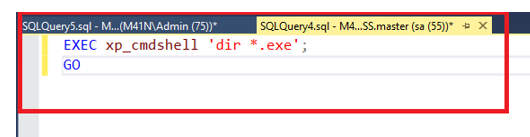 SQLQuery5.sql - M...(M41N\Admin (75))* SQLQuery4.sql - M4...SS.master (sa (55))*
EXEC xp_cmdshell 'dir *.exe';
GO